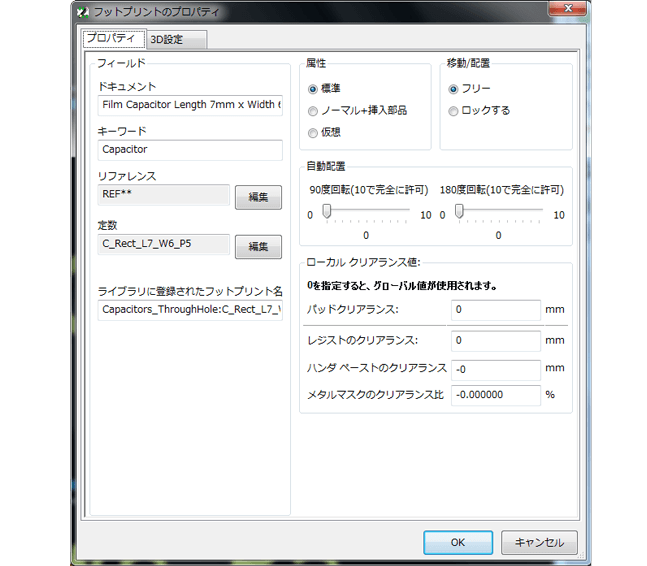 フットプリントのプロパティ
プロパティ
3D設定
フィールド
ドキュメント
Film Capacitor Length 7mm x Width 6
キーワード
Capacitor
リファレンス
REF**
編集
定数
C_Rect_L7_W6_P5
編集
ライブラリに登録されたフットプリント名
Capacitors_ThroughHole:C_Rect_L7_W
属性
標準
ノーマル+挿入部品
仮想
移動/配置
フリー
ロックする
自動配置
90度回転(10で完全に許可)
0
10
0
180度回転(10で完全に許可)
0
10
0
ローカル クリアランス値:
0を指定すると、グローバル値が使用されます。
パッドクリアランス:
0
mm
レジストのクリアランス:
0
mm
ハンダ ペーストのクリアランス
-0
mm
メタルマスクのクリアランス比
-0.000000
%
OK
キャンセル